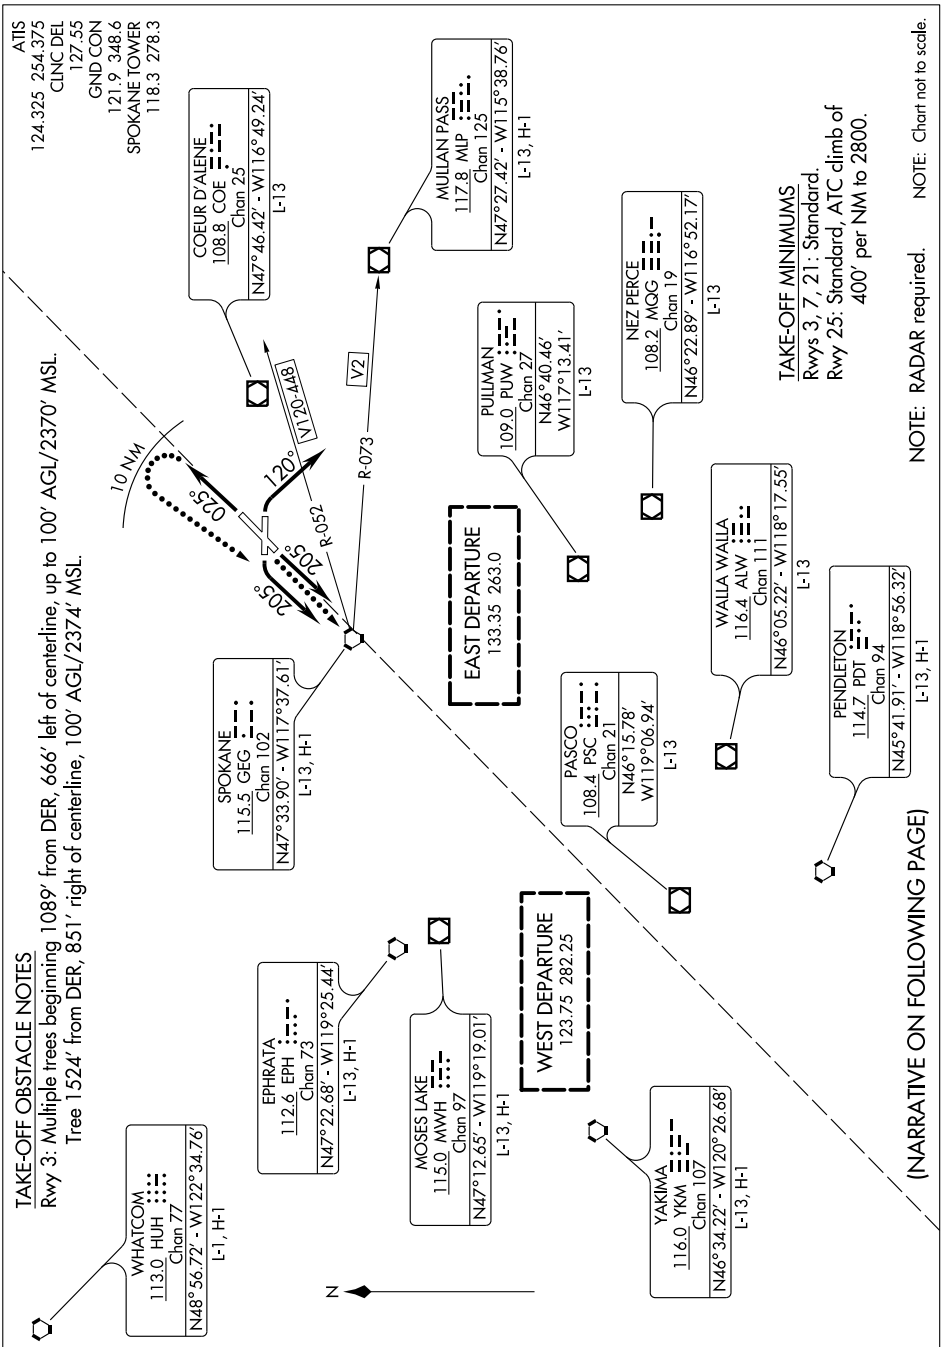 TAKE-OFF OBSTACLE NOTES
Rwy 3: Multiple trees beginning 1089' from DER, 666' left of centerline, up to 100' AGL/2370' MSL.
Tree 1524' from DER, 851' right of centerline, 100' AGL/2374' MSL.
ATIS
124.325 254.375
CLNC DEL
127.55
GND CON
121.9 348.6
SPOKANE TOWER
118.3 278.3
WHATCOM
113.0 HUH
Chan 77
N48°56.72' - W122°34.76'
L-1, H-1
EPHRATA
112.6 EPH
Chan 73
N47°22.68' - W119°25.44'
L-13, H-1
SPOKANE
115.5 GEG
Chan 102
N47°33.90' - W117°37.61'
L-13, H-1
COEUR D'ALENE
108.8 COE
Chan 25
N47°46.42' - W116°49.24'
L-13
10 NM
025°
120°
205°
205°
R-052
V120-448
R-073
V2
MULLAN PASS
117.8 MLP
Chan 125
N47°27.42' - W115°38.76'
L-13, H-1
N
MOSES LAKE
115.0 MWH
Chan 97
N47°12.65' - W119°19.01'
L-13, H-1
WEST DEPARTURE
123.75 282.25
EAST DEPARTURE
133.35 263.0
PULLMAN
109.0 PUW
Chan 27
N46°40.46'
W117°13.41'
L-13
PASCO
108.4 PSC
Chan 21
N46°15.78'
W119°06.94'
L-13
NEZ PERCE
108.2 MQG
Chan 19
N46°22.89' - W116°52.17'
L-13
YAKIMA
116.0 YKM
Chan 107
N46°34.22' - W120°26.68'
L-13, H-1
WALLA WALLA
116.4 ALW
Chan 111
N46°05.22' - W118°17.55'
L-13
PENDLETON
114.7 PDT
Chan 94
N45°41.91' - W118°56.32'
L-13, H-1
TAKE-OFF MINIMUMS
Rwys 3, 7, 21: Standard.
Rwy 25: Standard, ATC climb of
400' per NM to 2800.
(NARRATIVE ON FOLLOWING PAGE)
NOTE: RADAR required.
NOTE: Chart not to scale.